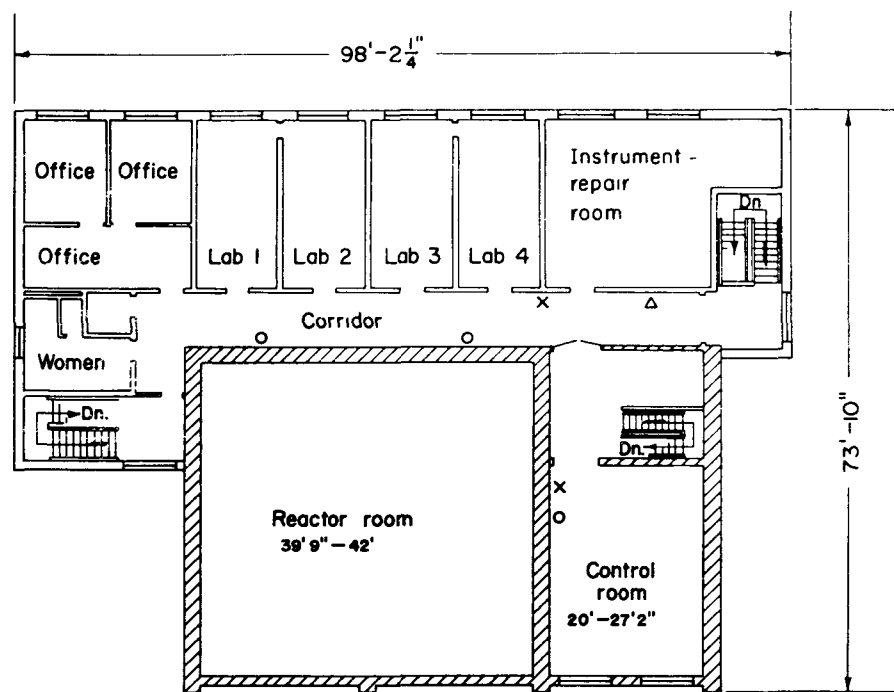 98'-2 1/4"
Office Office
Instrument -
repair
room
Dn
Office
Lab 1 Lab 2 Lab 3 Lab 4
x
Δ
Corridor
o o
Women
Dn.
Dn.
73'-10"
x
o
Reactor room
39'9"-42'
Control
room
20'-27'2"